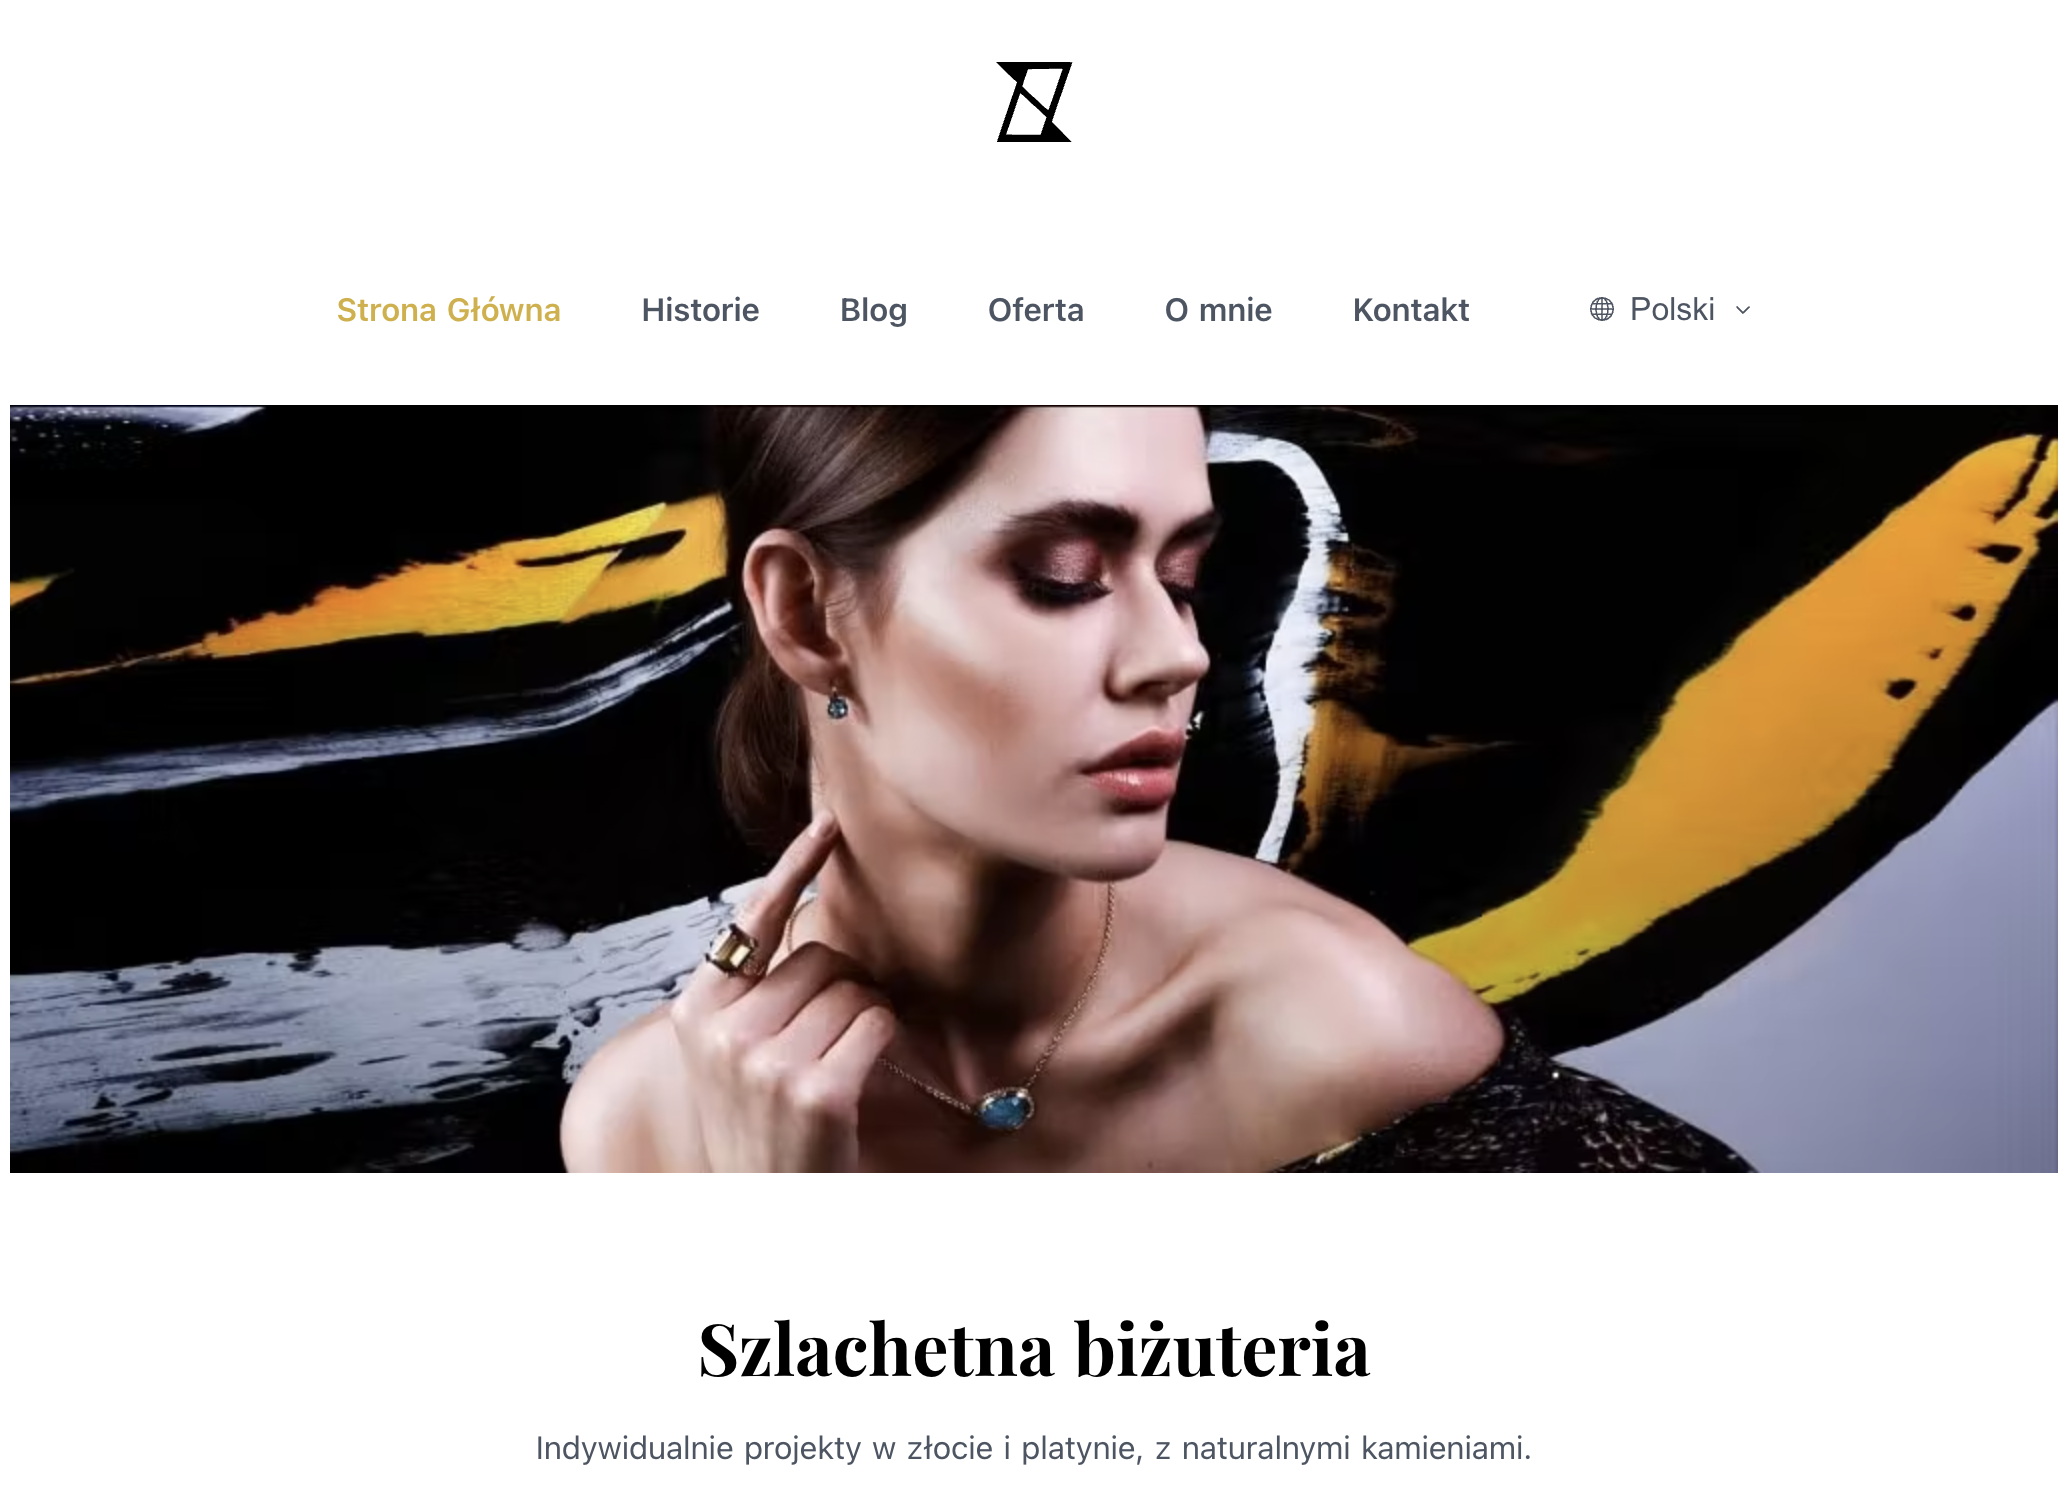 Strona Główna Historie Blog Oferta O mnie Kontakt Polski
Szlachetna biżuteria
Indywidualnie projekty w złocie i platynie, z naturalnymi kamieniami.